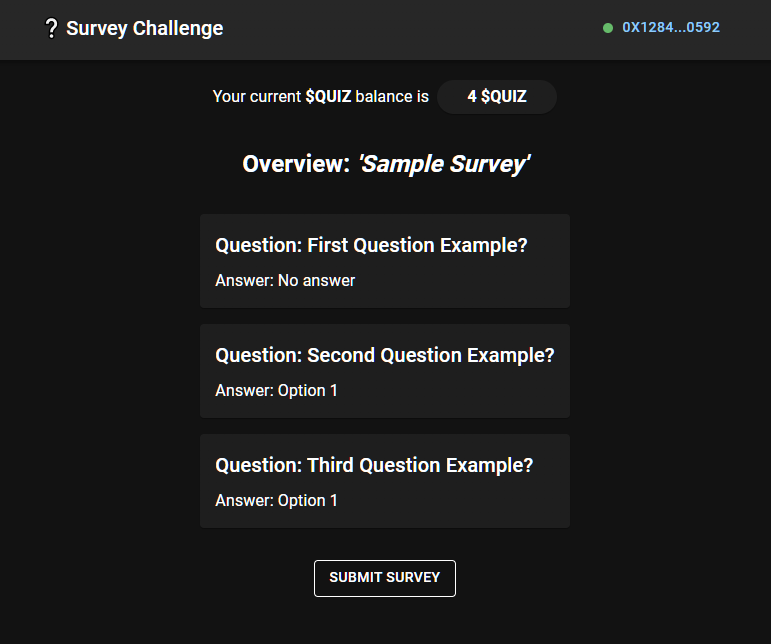 ? Survey Challenge
0X1284...0592
Your current $QUIZ balance is 4 $QUIZ
Overview: 'Sample Survey'
Question: First Question Example?
Answer: No answer
Question: Second Question Example?
Answer: Option 1
Question: Third Question Example?
Answer: Option 1
SUBMIT SURVEY